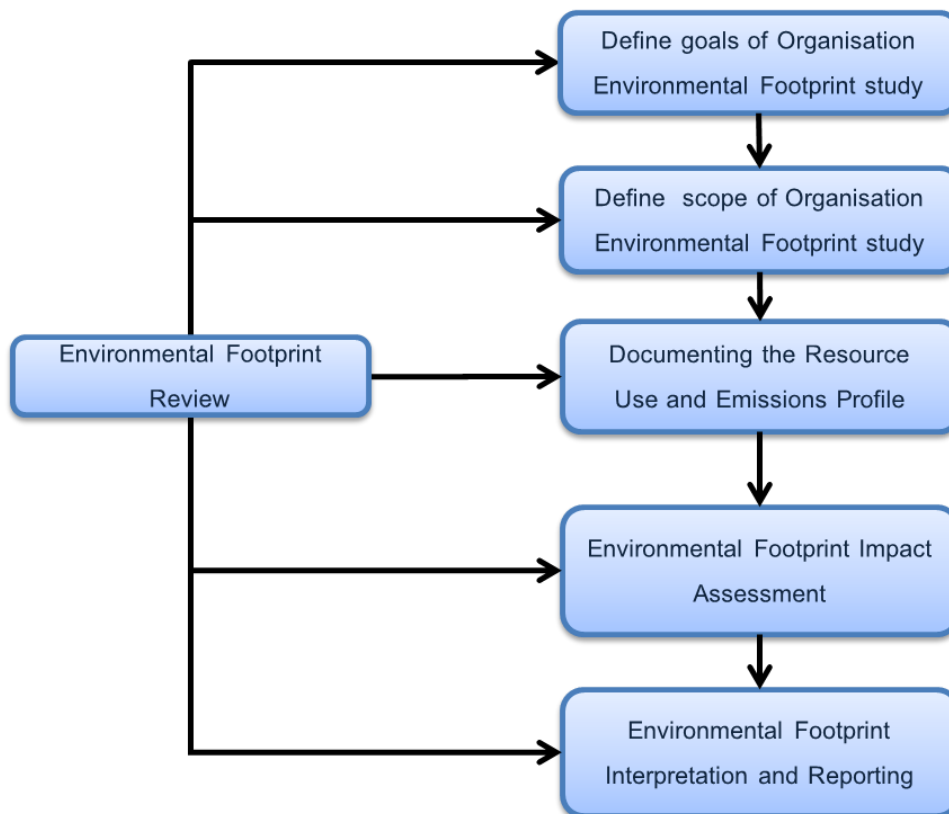 Define goals of Organisation
Environmental Footprint study
Define scope of Organisation
Environmental Footprint study
Environmental Footprint
Review
Documenting the Resource
Use and Emissions Profile
Environmental Footprint Impact
Assessment
Environmental Footprint
Interpretation and Reporting